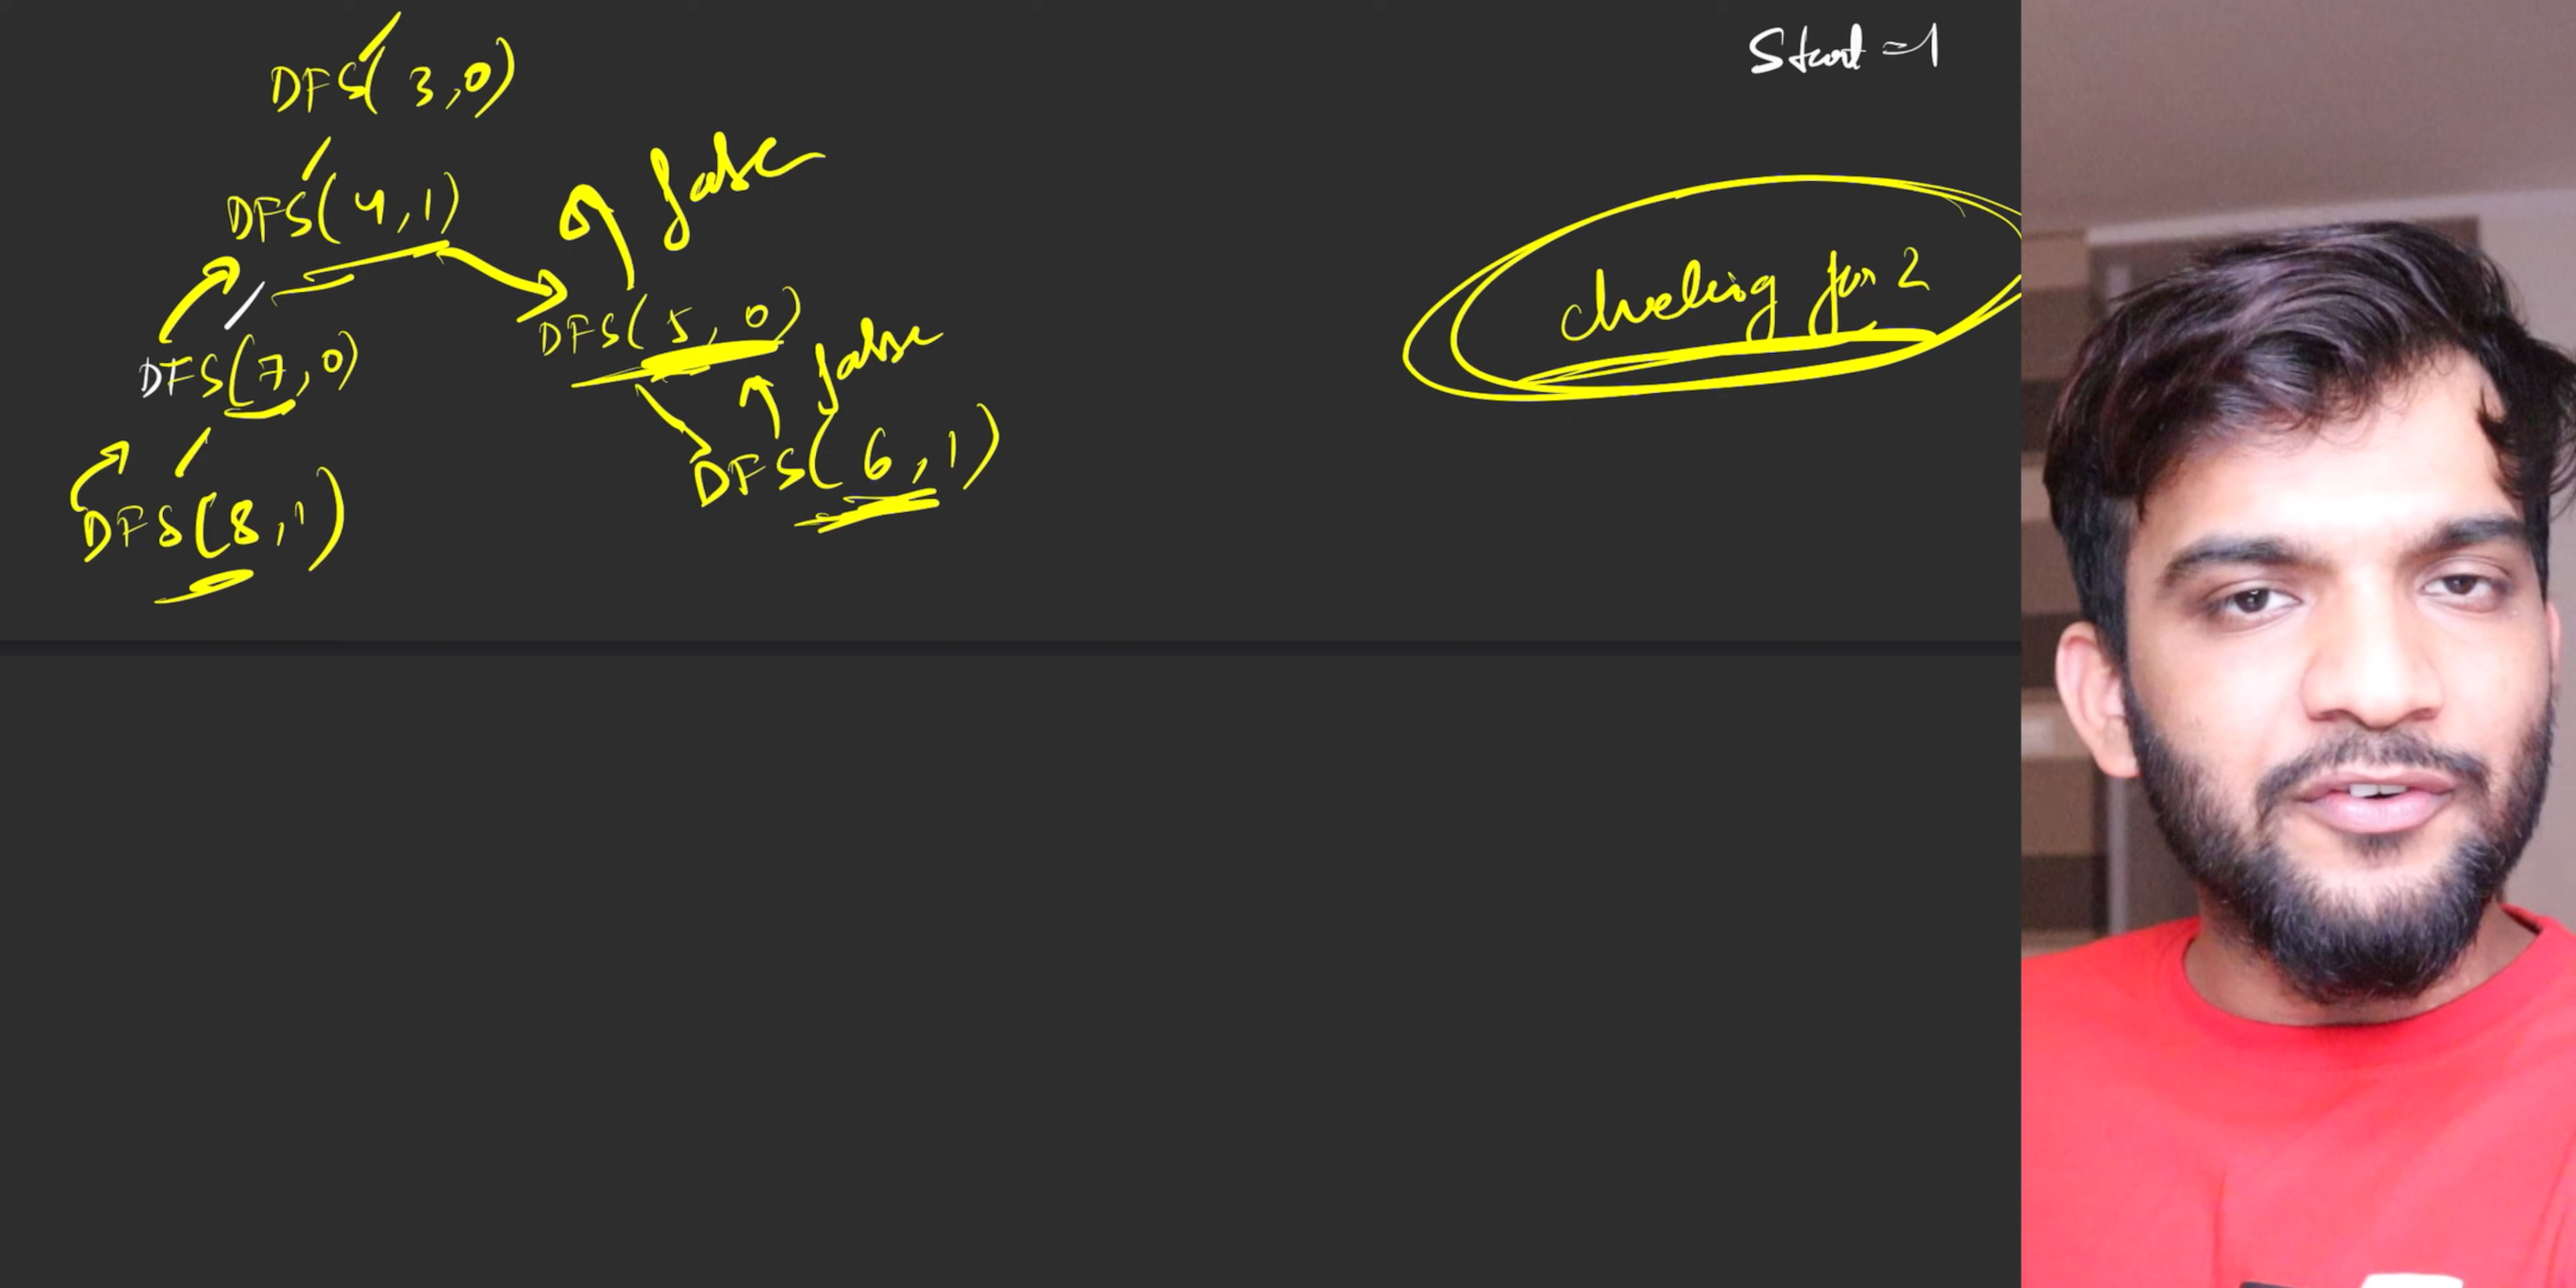 Start = 1
DFS(3,0)
DFS(4,1)
false
checking for 2
DFS(5,0)
DFS(7,0)
false
DFS(6,1)
DFS(8,1)